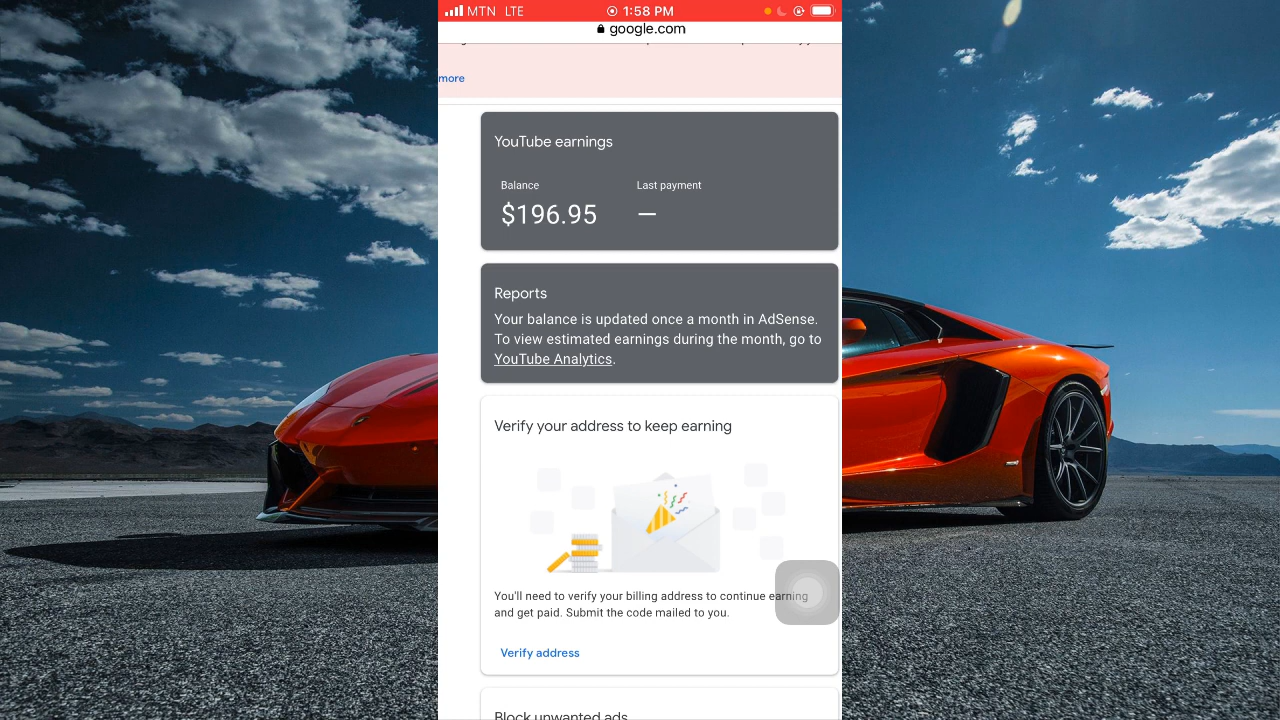 MTN LTE 1:58 PM
google.com
more
YouTube earnings
Balance Last payment
$196.95 —
Reports
Your balance is updated once a month in AdSense.
To view estimated earnings during the month, go to
YouTube Analytics.
Verify your address to keep earning
You'll need to verify your billing address to continue earning
and get paid. Submit the code mailed to you.
Verify address
Block unwanted ads